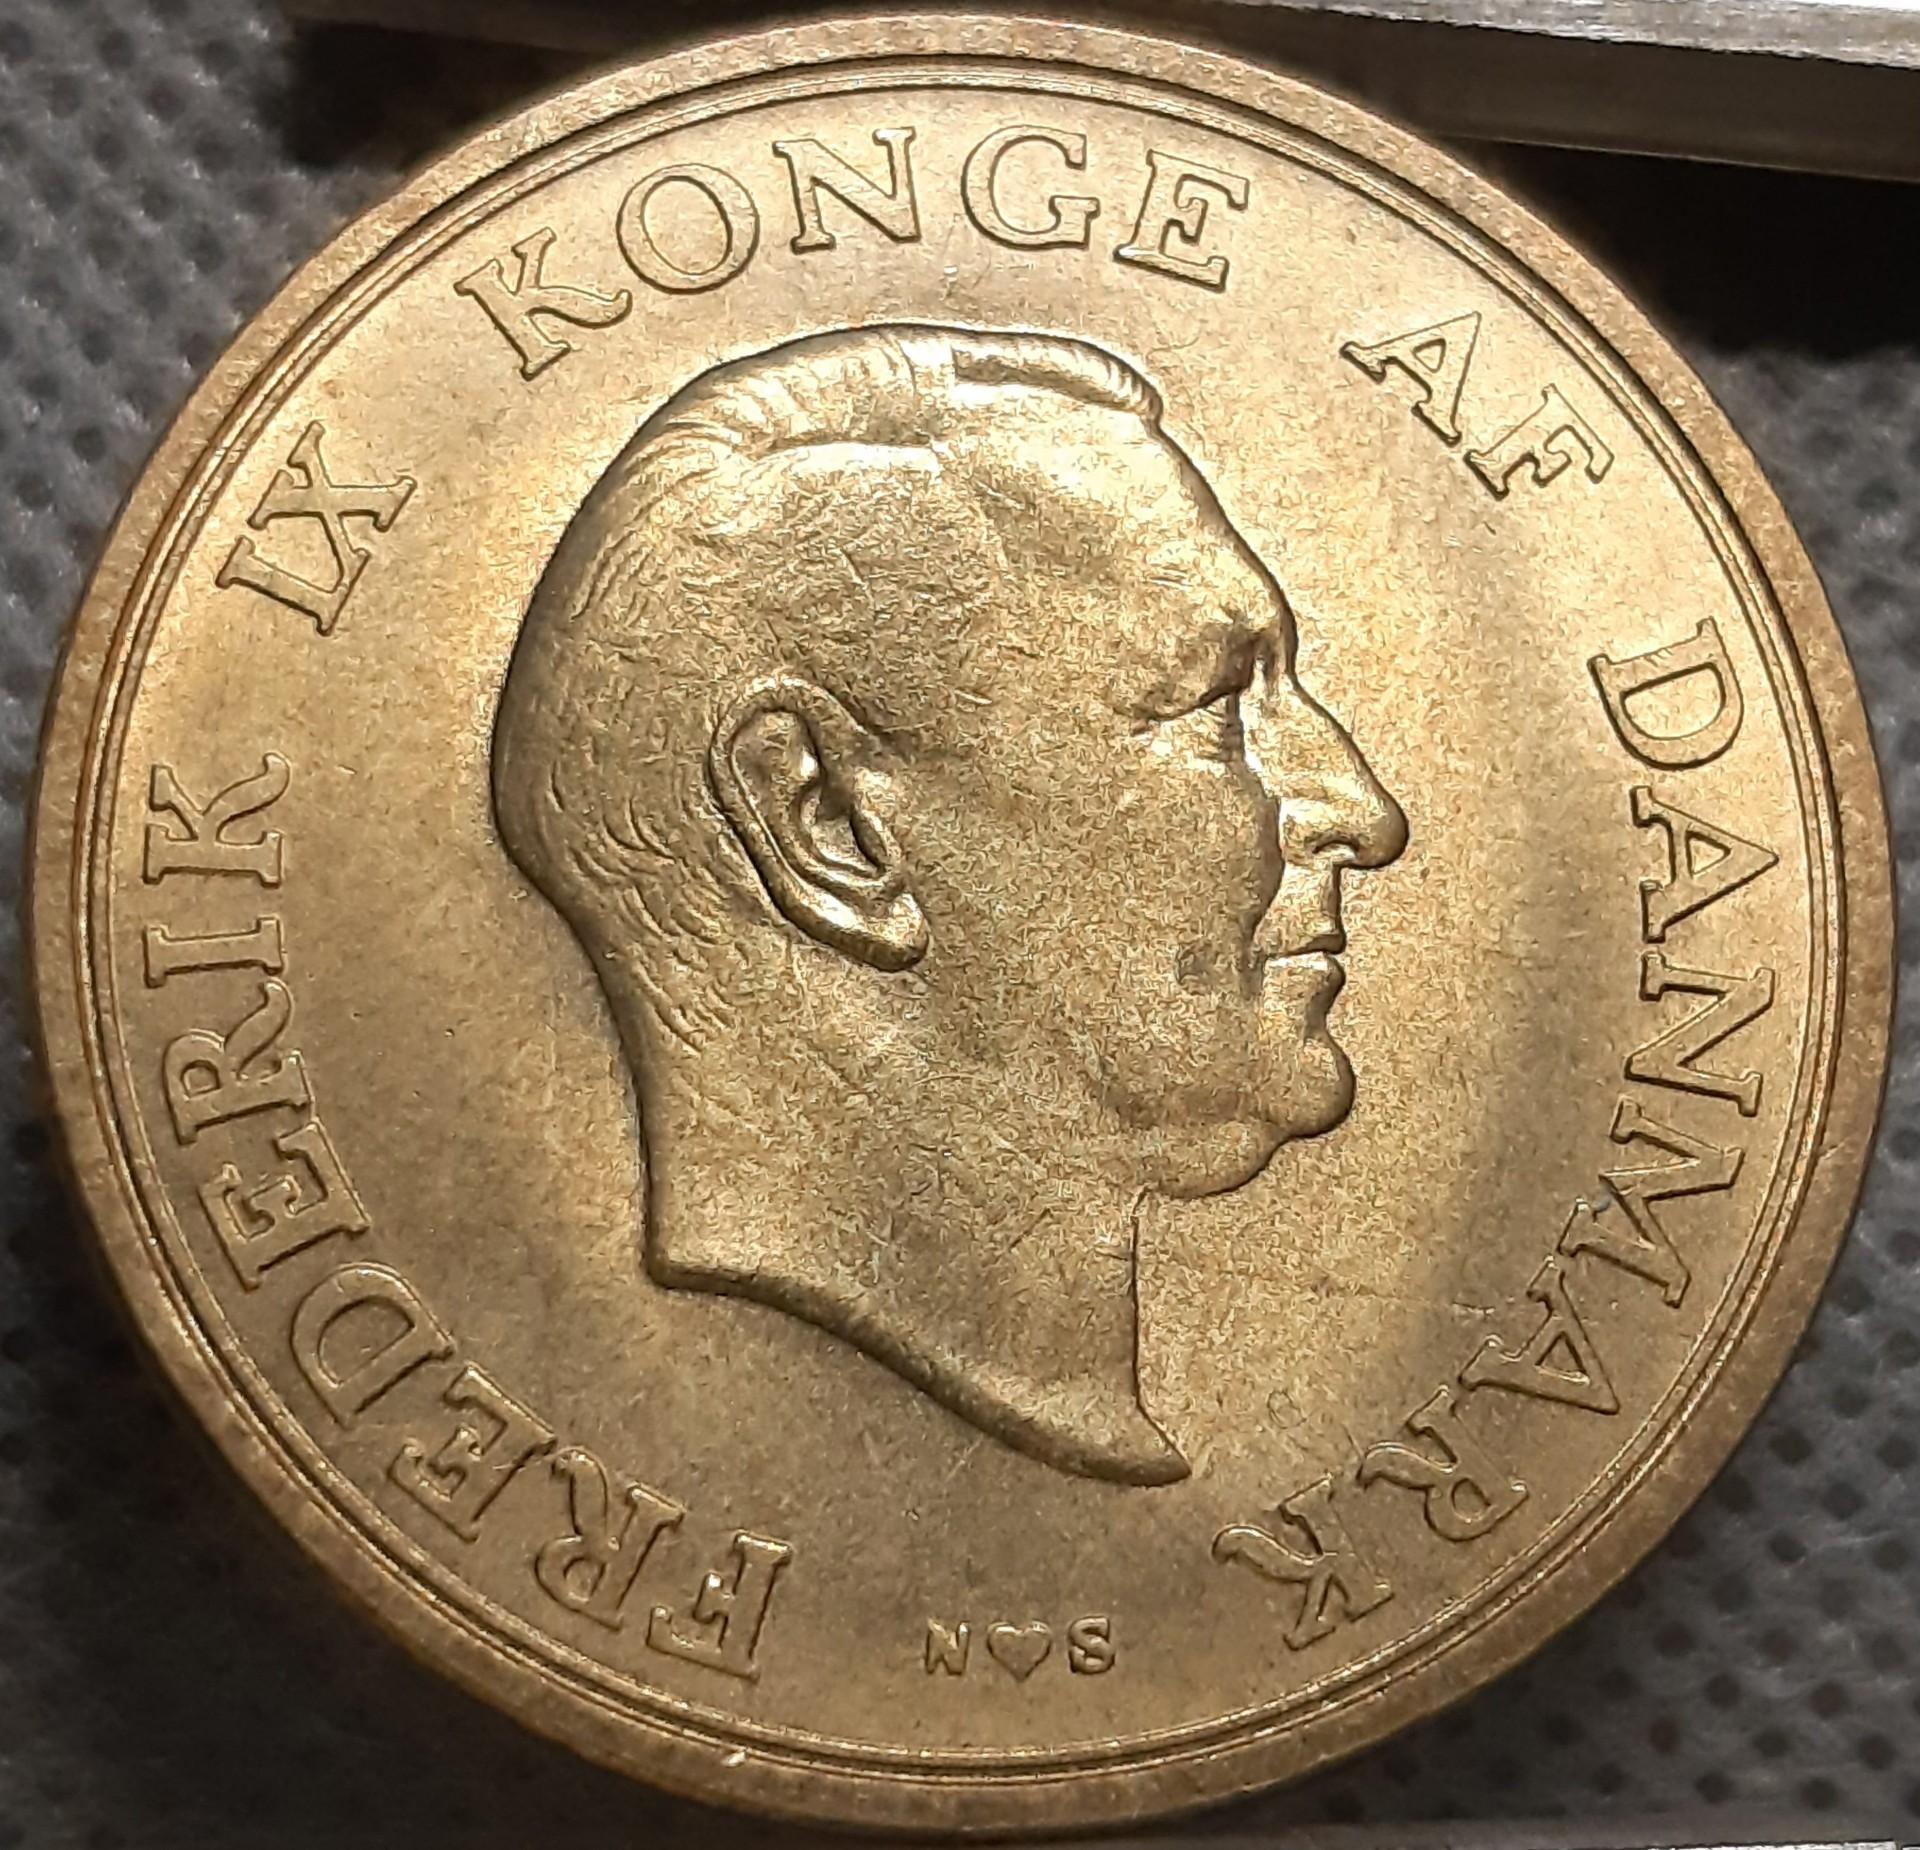 FREDERIK IX KONGE AF DANMARK
N♥S